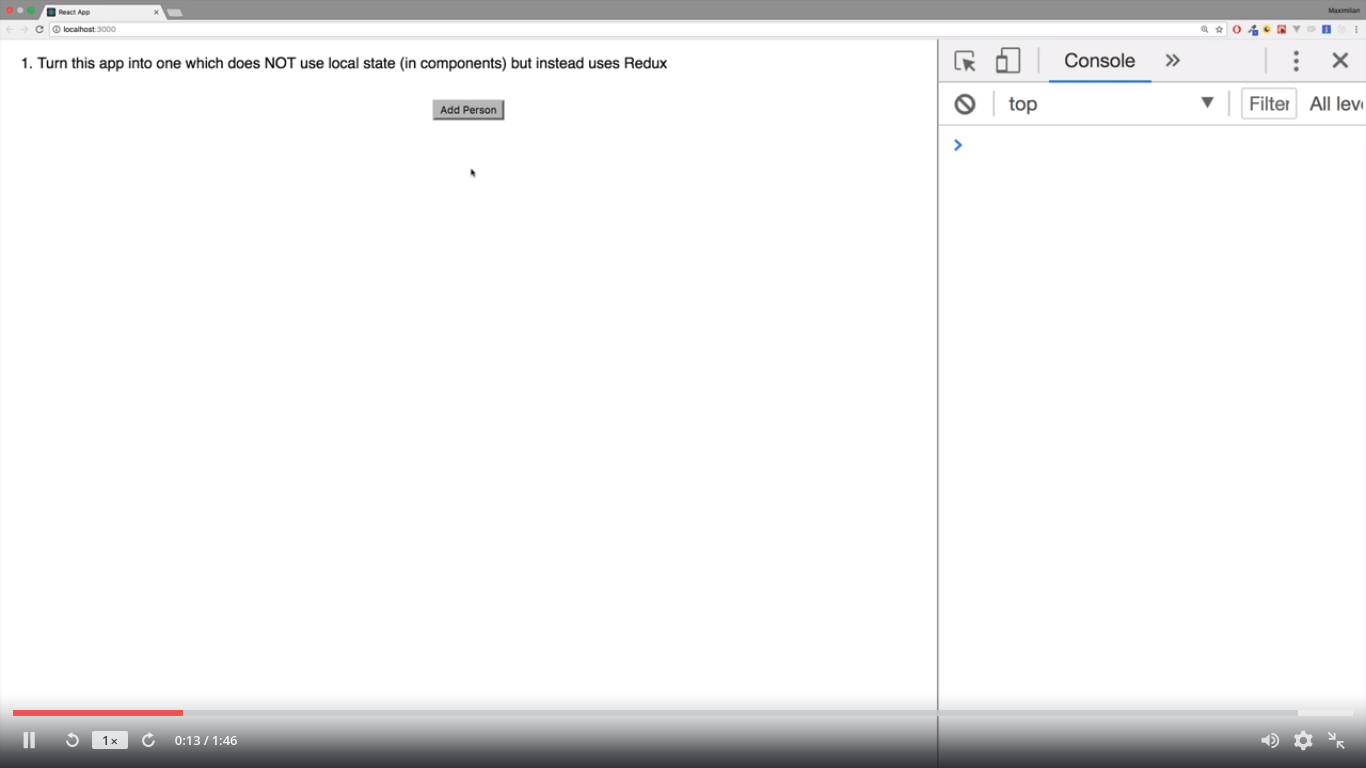 React App
Maximilian
localhost:3000
1. Turn this app into one which does NOT use local state (in components) but instead uses Redux
Add Person
Console
top
Filter
All lev
1×
0:13 / 1:46